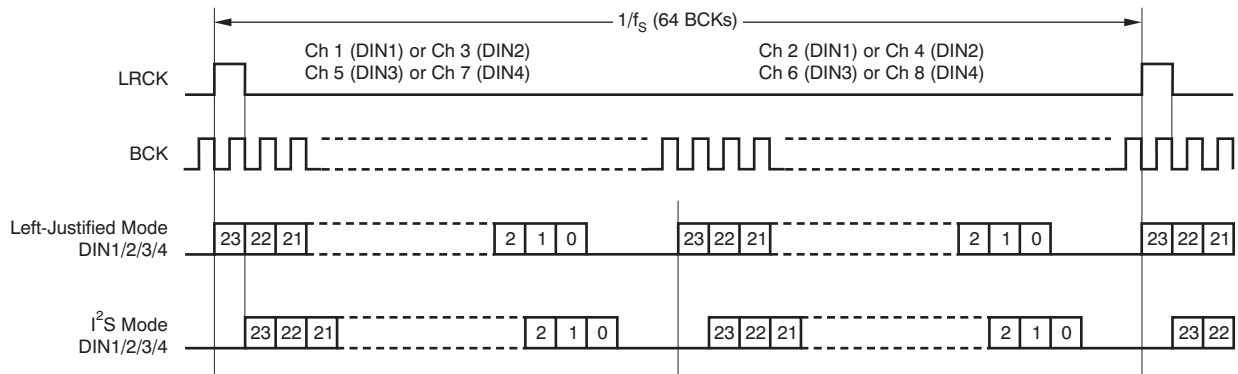 1/fS (64 BCKs)
Ch 1 (DIN1) or Ch 3 (DIN2)
Ch 5 (DIN3) or Ch 7 (DIN4)
Ch 2 (DIN1) or Ch 4 (DIN2)
Ch 6 (DIN3) or Ch 8 (DIN4)
LRCK
BCK
Left-Justified Mode
DIN1/2/3/4
23 22 21 2 1 0 23 22 21 2 1 0 23 22 21
I2S Mode
DIN1/2/3/4
23 22 21 2 1 0 23 22 21 2 1 0 23 22